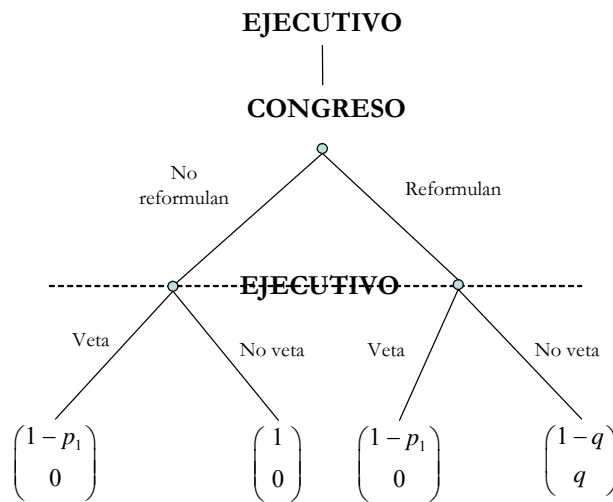 EJECUTIVO
CONGRESO
No
reformulan
Reformulan
EJECUTIVO
Veta
No veta
Veta
No veta
(1 − p₁
0)
(1
0)
(1 − p₁
0)
(1 − q
q)